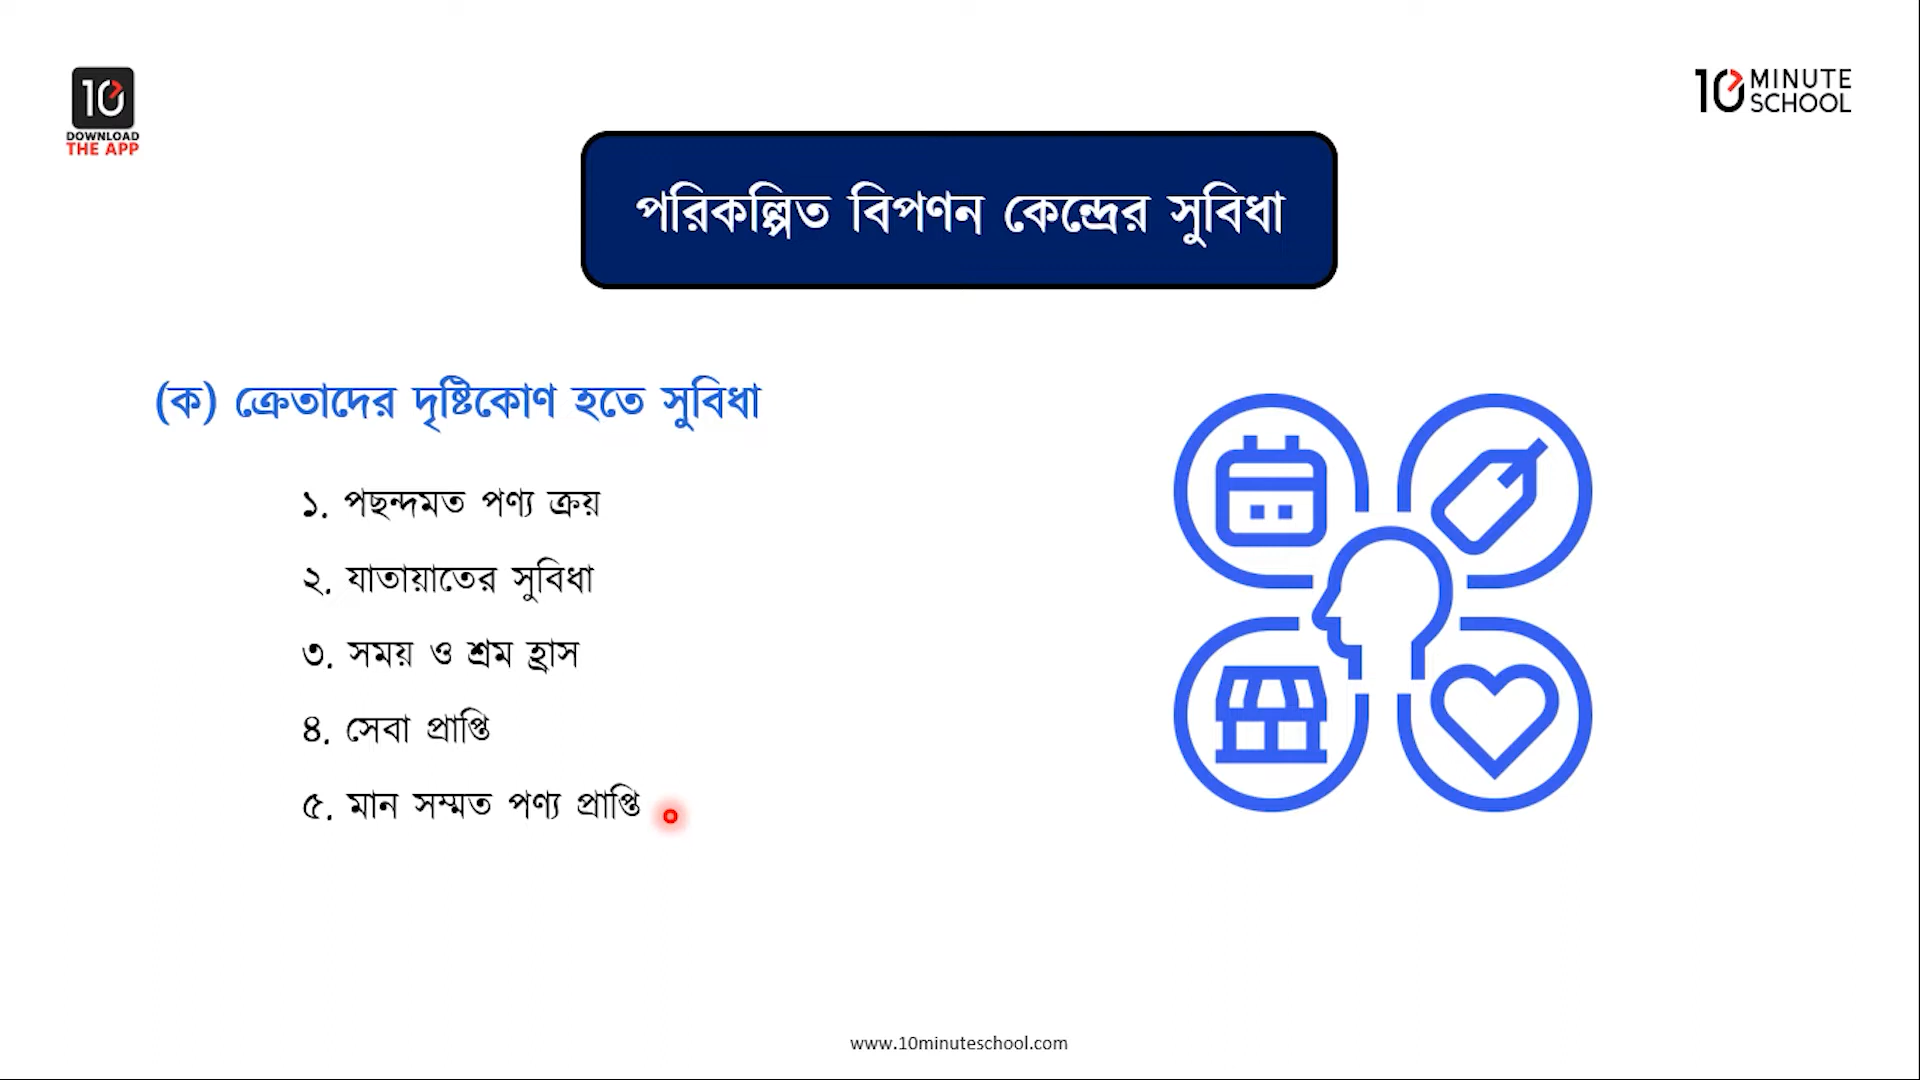 10
DOWNLOAD
THE APP
10 MINUTE
SCHOOL
পরিকল্পিত বিপণন কেন্দ্রের সুবিধা
(ক) ক্রেতাদের দৃষ্টিকোণ হতে সুবিধা
১. পছন্দমত পণ্য ক্রয়
২. যাতায়াতের সুবিধা
৩. সময় ও শ্রম হ্রাস
৪. সেবা প্রাপ্তি
৫. মান সম্মত পণ্য প্রাপ্তি
www.10minuteschool.com